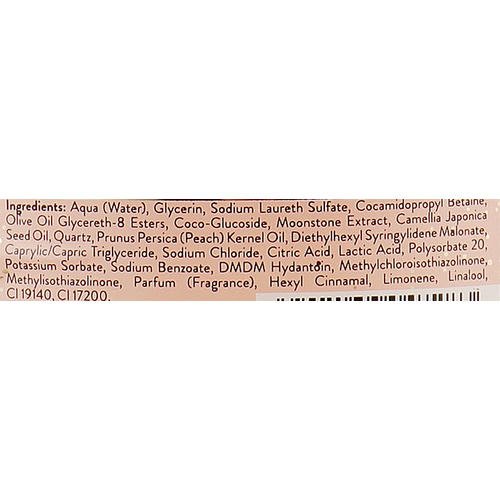 Ingredients: Aqua (Water), Glycerin, Sodium Laureth Sulfate, Cocamidopropyl Betaine,
Olive Oil Glycereth-8 Esters, Coco-Glucoside, Moonstone Extract, Camellia Japonica
Seed Oil, Quartz, Prunus Persica (Peach) Kernel Oil, Diethylhexyl Syringylidene Malonate,
Caprylic/Capric Triglyceride, Sodium Chloride, Citric Acid, Lactic Acid, Polysorbate 20,
Potassium Sorbate, Sodium Benzoate, DMDM Hydantoin, Methylchloroisothiazolinone,
Methylisothiazolinone, Parfum (Fragrance), Hexyl Cinnamal, Limonene, Linalool,
CI 19140, CI 17200.